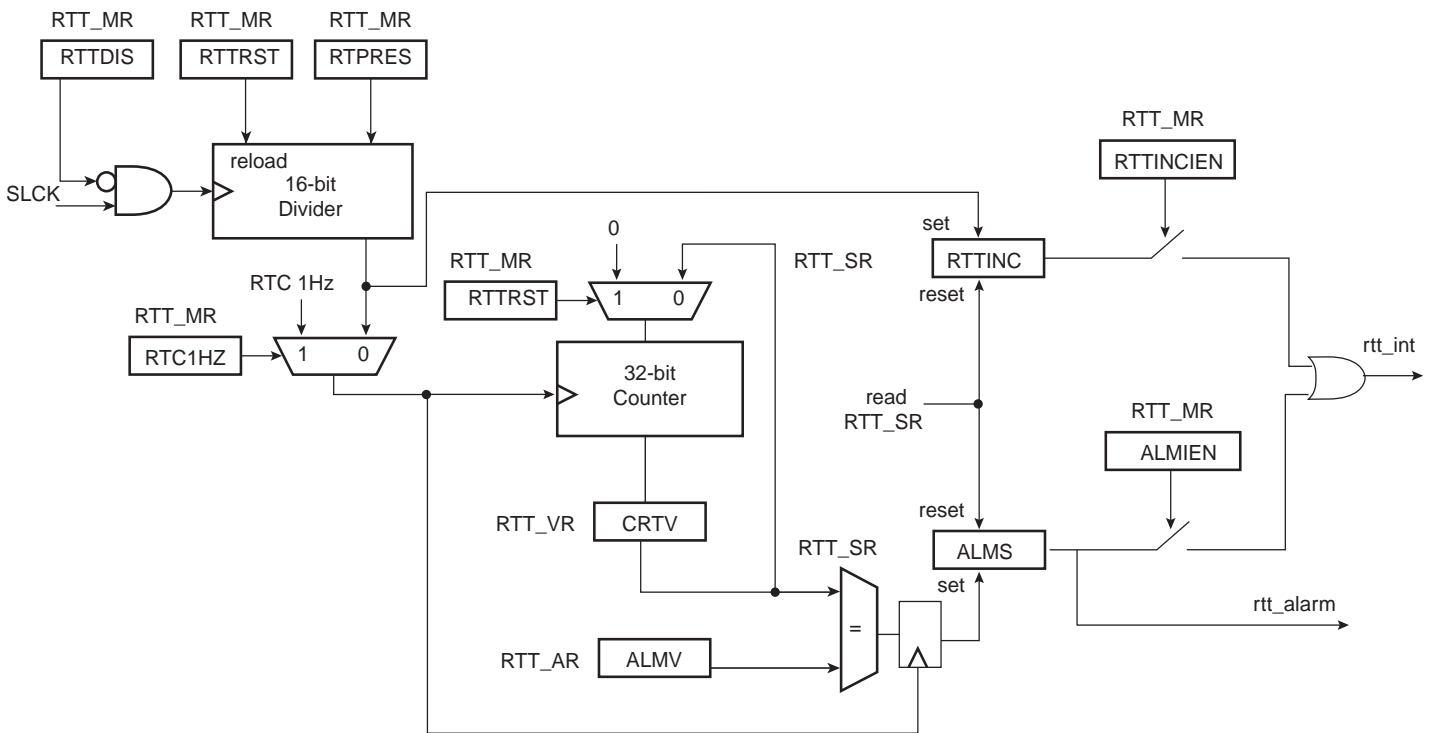 RTT_MR RTT_MR RTT_MR
RTTDIS RTTRST RTPRES
reload
16-bit
Divider
SLCK
RTT_MR
RTTINCIEN
0
set
RTT_MR
RTT_SR
RTTINC
RTC 1Hz
RTTRST
1 0
reset
RTT_MR
RTC1HZ
1 0
32-bit
Counter
rtt_int
read
RTT_SR
RTT_MR
ALMIEN
reset
RTT_VR
CRTV
RTT_SR
ALMS
set
rtt_alarm
=
RTT_AR
ALMV